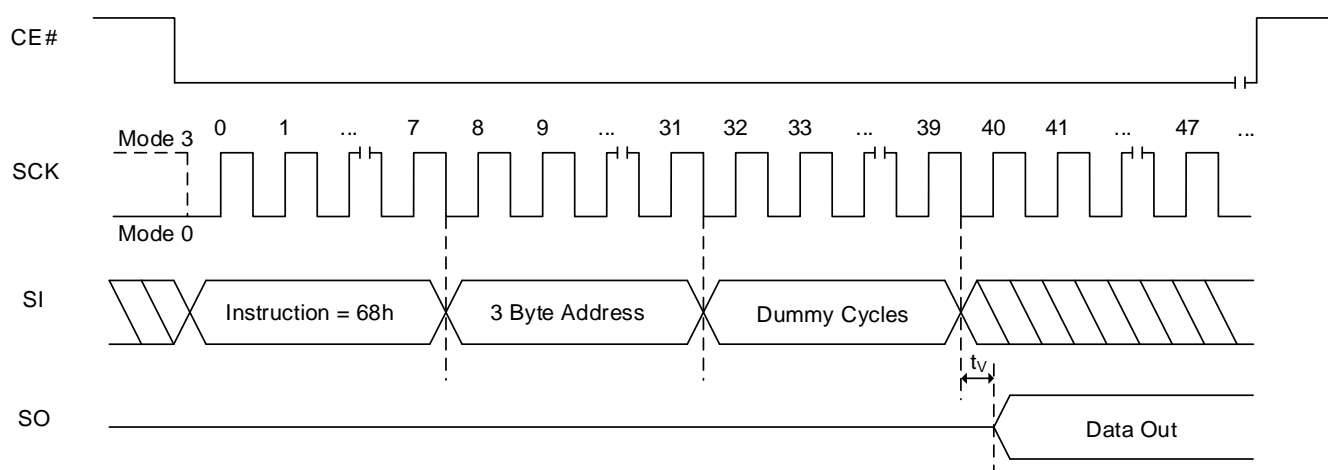 CE#
0 1 ... 7 8 9 ... 31 32 33 ... 39 40 41 ... 47 ...
Mode 3
SCK
Mode 0
SI
Instruction = 68h 3 Byte Address Dummy Cycles
tV
SO
Data Out